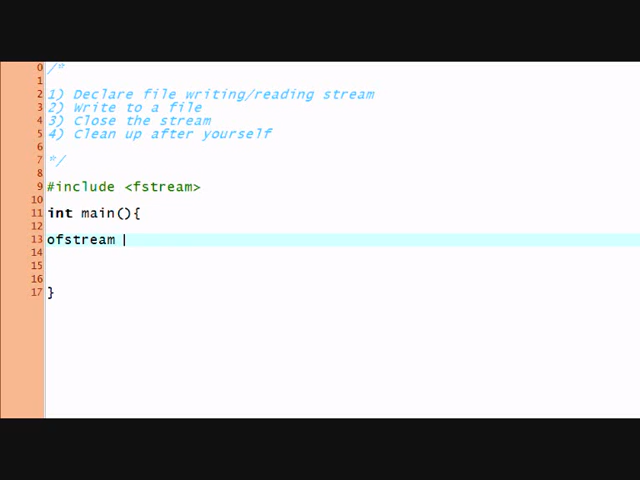 0 /*
1
2 1) Declare file writing/reading stream
3 2) Write to a file
4 3) Close the stream
5 4) Clean up after yourself
6
7 */
8
9 #include <fstream>
10
11 int main(){
12
13 ofstream
14
15
16
17 }